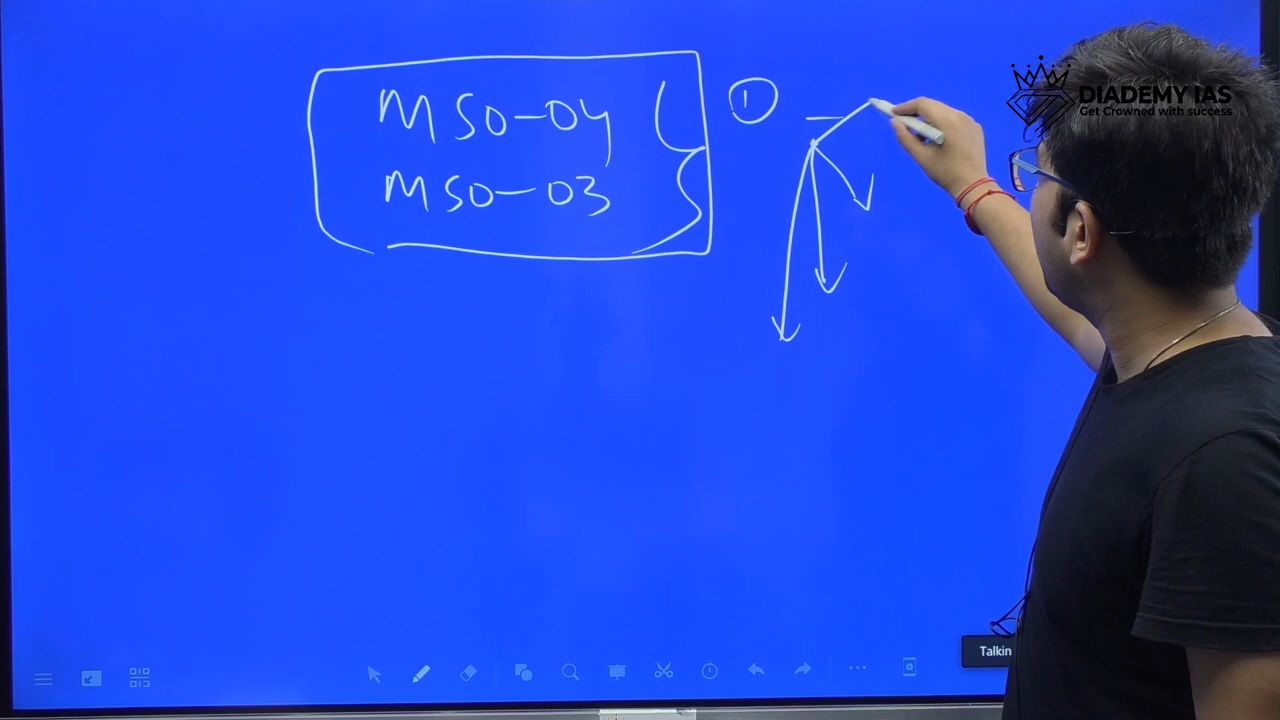 MSO-04
MSO-03
①
DIADEMY IAS
Get Crowned with success
Talkin